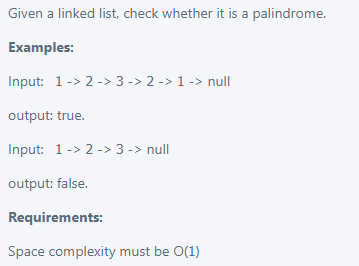 Given a linked list, check whether it is a palindrome.
Examples:
Input:   1 -> 2 -> 3 -> 2 -> 1 -> null
output: true.
Input:   1 -> 2 -> 3 -> null
output: false.
Requirements:
Space complexity must be O(1)